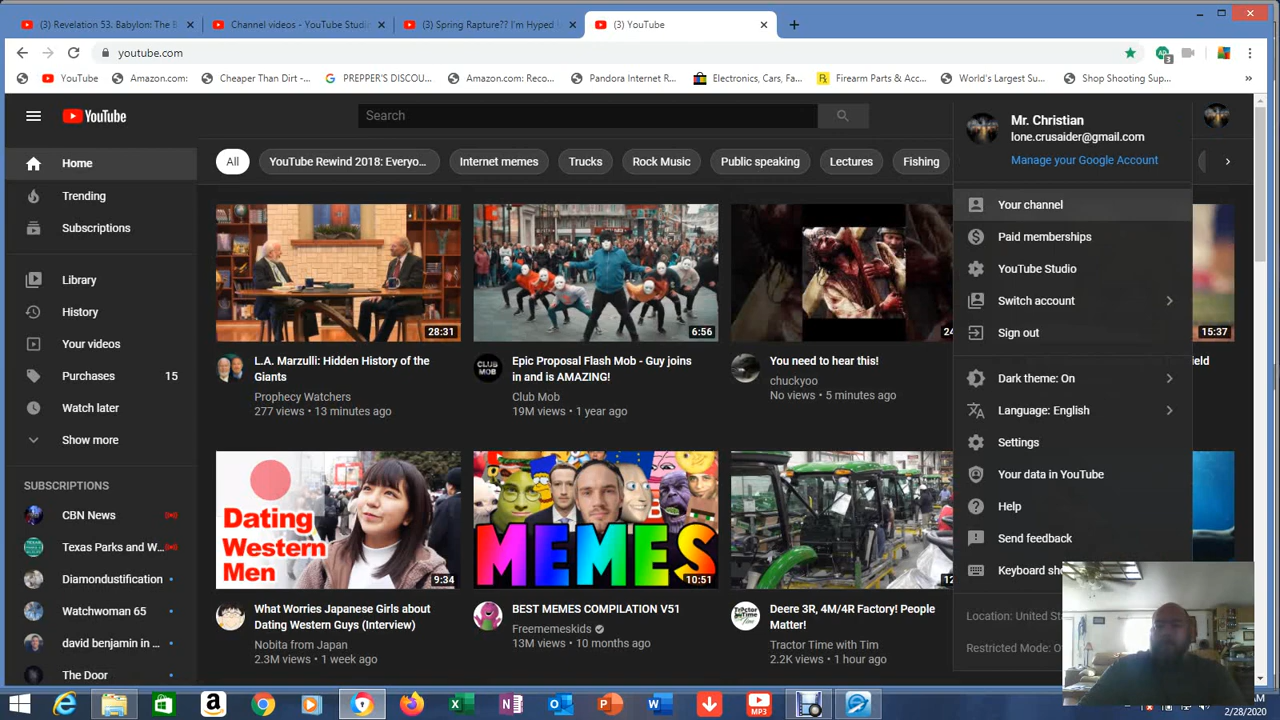 (3) Revelation 53. Babylon: The B
Channel videos - YouTube Studi
(3) Spring Rapture?? I'm Hyped
(3) YouTube
youtube.com
3
YouTube
Amazon.com:
Cheaper Than Dirt -
PREPPER'S DISCOU...
Amazon.com: Reco...
Pandora Internet R...
Electronics, Cars, Fa...
Firearm Parts & Acc...
World's Largest Su...
Shop Shooting Sup...
YouTube
Search
Home
Trending
Subscriptions
Library
History
Your videos
Purchases 15
Watch later
Show more
SUBSCRIPTIONS
CBN News
Texas Parks and W...
Diamondustification
Watchwoman 65
david benjamin in ...
The Door
All
YouTube Rewind 2018: Everyo...
Internet memes
Trucks
Rock Music
Public speaking
Lectures
Fishing
28:31
L.A. Marzulli: Hidden History of the
Giants
Prophecy Watchers
277 views • 13 minutes ago
6:56
Epic Proposal Flash Mob - Guy joins
in and is AMAZING!
CLUB
MOB
Club Mob
19M views • 1 year ago
24
You need to hear this!
chuckyoo
No views • 5 minutes ago
15:37
ield
Dating
Western
Men
9:34
What Worries Japanese Girls about
Dating Western Guys (Interview)
Nobita from Japan
2.3M views • 1 week ago
MEMES
10:51
BEST MEMES COMPILATION V51
Freememeskids
13M views • 10 months ago
12
Deere 3R, 4M/4R Factory! People
Matter!
Tractor Time with Tim
2.2K views • 1 hour ago
Mr. Christian
lone.crusaider@gmail.com
Manage your Google Account
Your channel
Paid memberships
YouTube Studio
Switch account
Sign out
Dark theme: On
Language: English
Settings
Your data in YouTube
Help
Send feedback
Keyboard sho
Location: United Sta
Restricted Mode: O
MP3
AM
2/28/2020